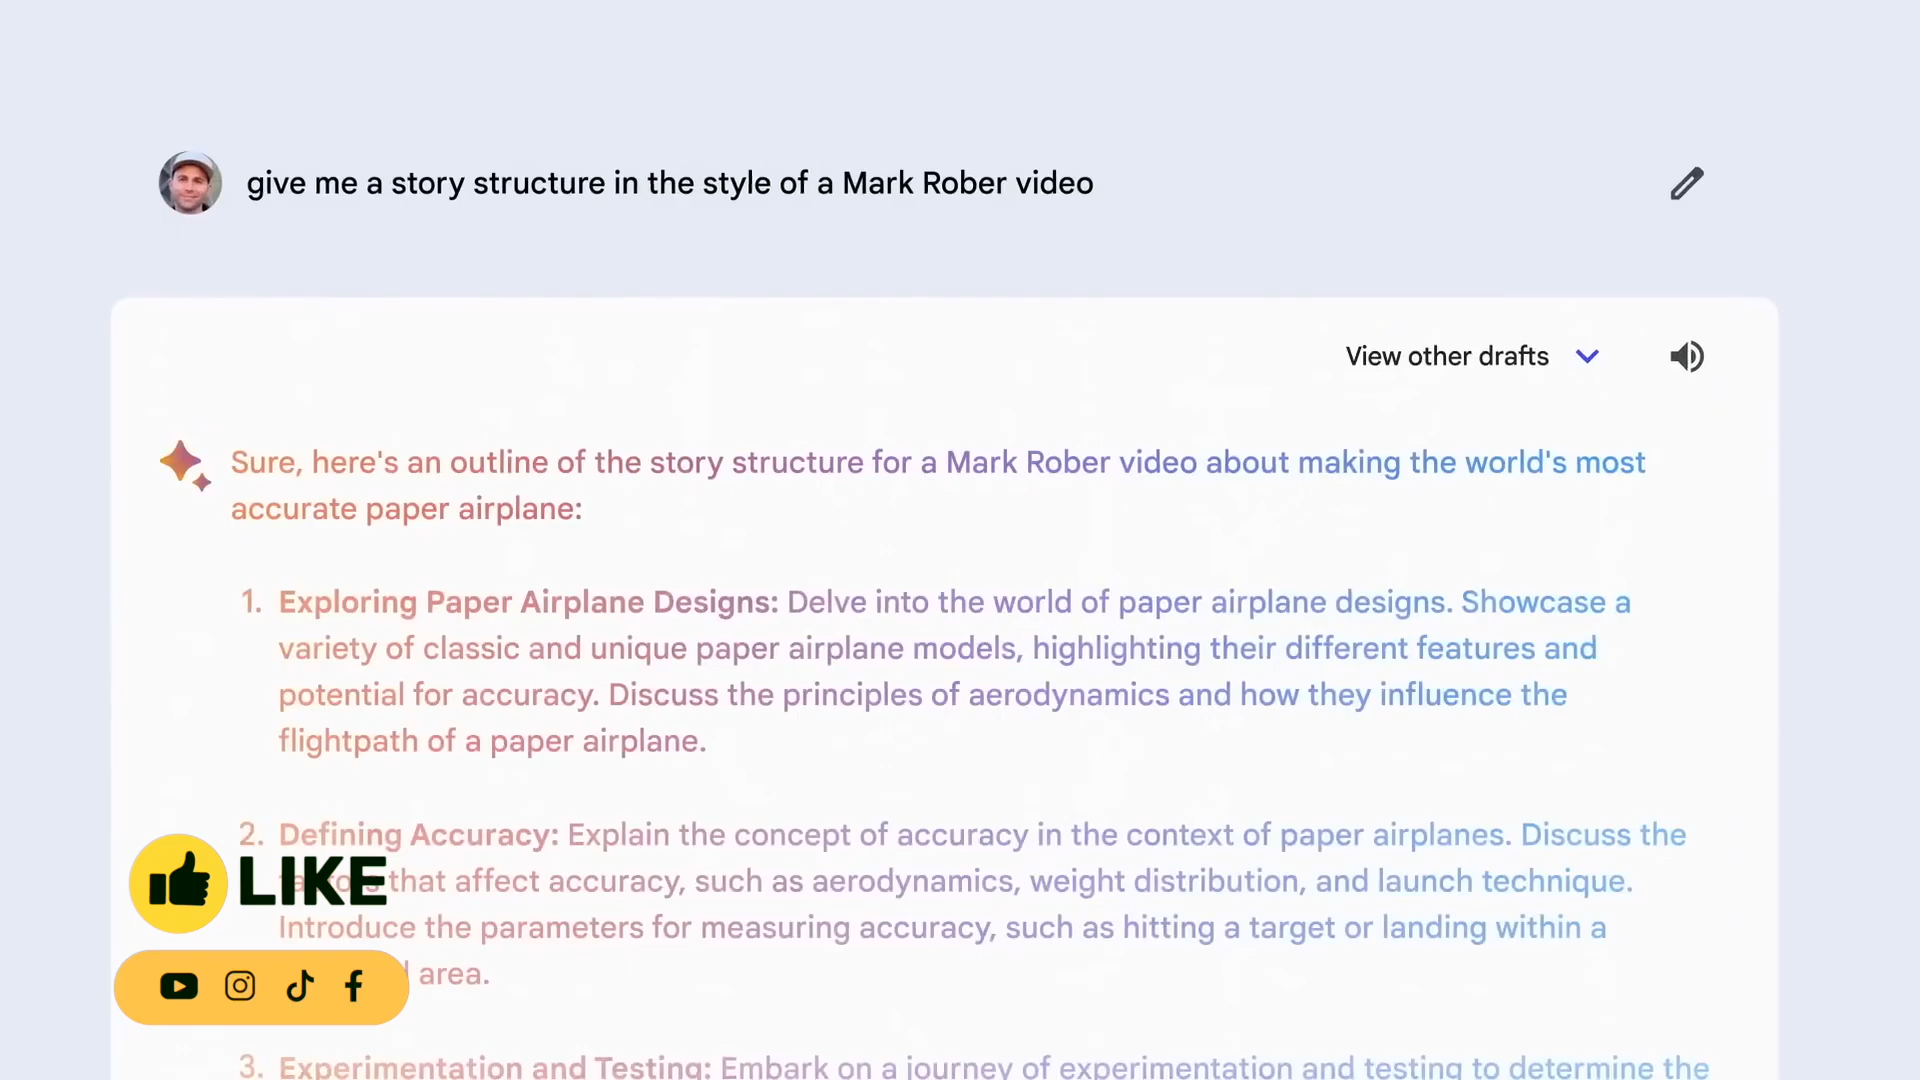 give me a story structure in the style of a Mark Rober video
View other drafts
Sure, here's an outline of the story structure for a Mark Rober video about making the world's most
accurate paper airplane:
1. Exploring Paper Airplane Designs: Delve into the world of paper airplane designs. Showcase a
variety of classic and unique paper airplane models, highlighting their different features and
potential for accuracy. Discuss the principles of aerodynamics and how they influence the
flightpath of a paper airplane.
2. Defining Accuracy: Explain the concept of accuracy in the context of paper airplanes. Discuss the
that affect accuracy, such as aerodynamics, weight distribution, and launch technique.
Introduce the parameters for measuring accuracy, such as hitting a target or landing within a
area.
LIKE
3. Experimentation and Testing: Embark on a journey of experimentation and testing to determine the